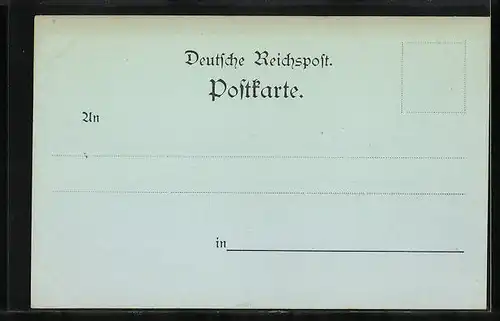 Deutsche Reichspost.
Postkarte.
An
in